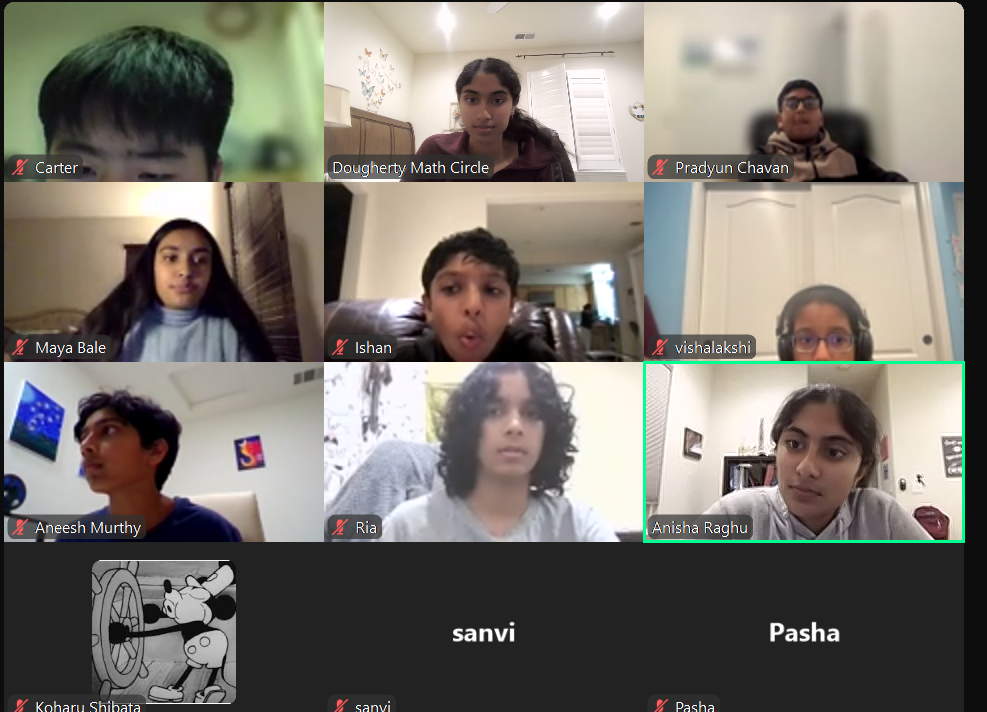 Carter
Dougherty Math Circle
Pradyun Chavan
Maya Bale
Ishan
vishalakshi
Aneesh Murthy
Ria
Anisha Raghu
sanvi
Pasha
Koharu Shibata
sanvi
Pasha